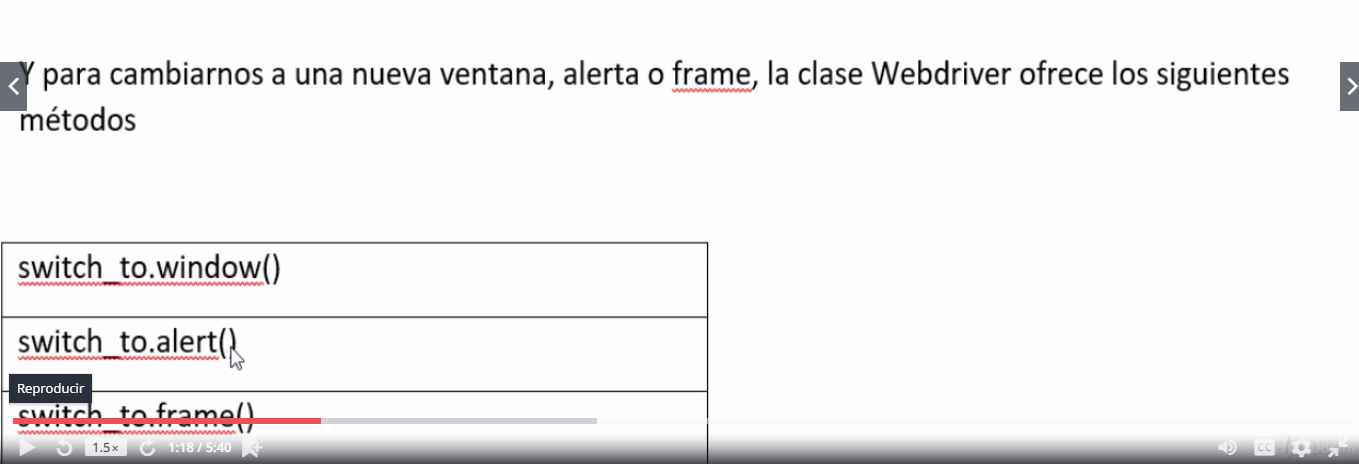 Y para cambiarnos a una nueva ventana, alerta o frame, la clase Webdriver ofrece los siguientes
métodos
switch_to.window()
switch_to.alert()
Reproducir
switch_to.frame()
1.5×
1:18 / 5:40
CC